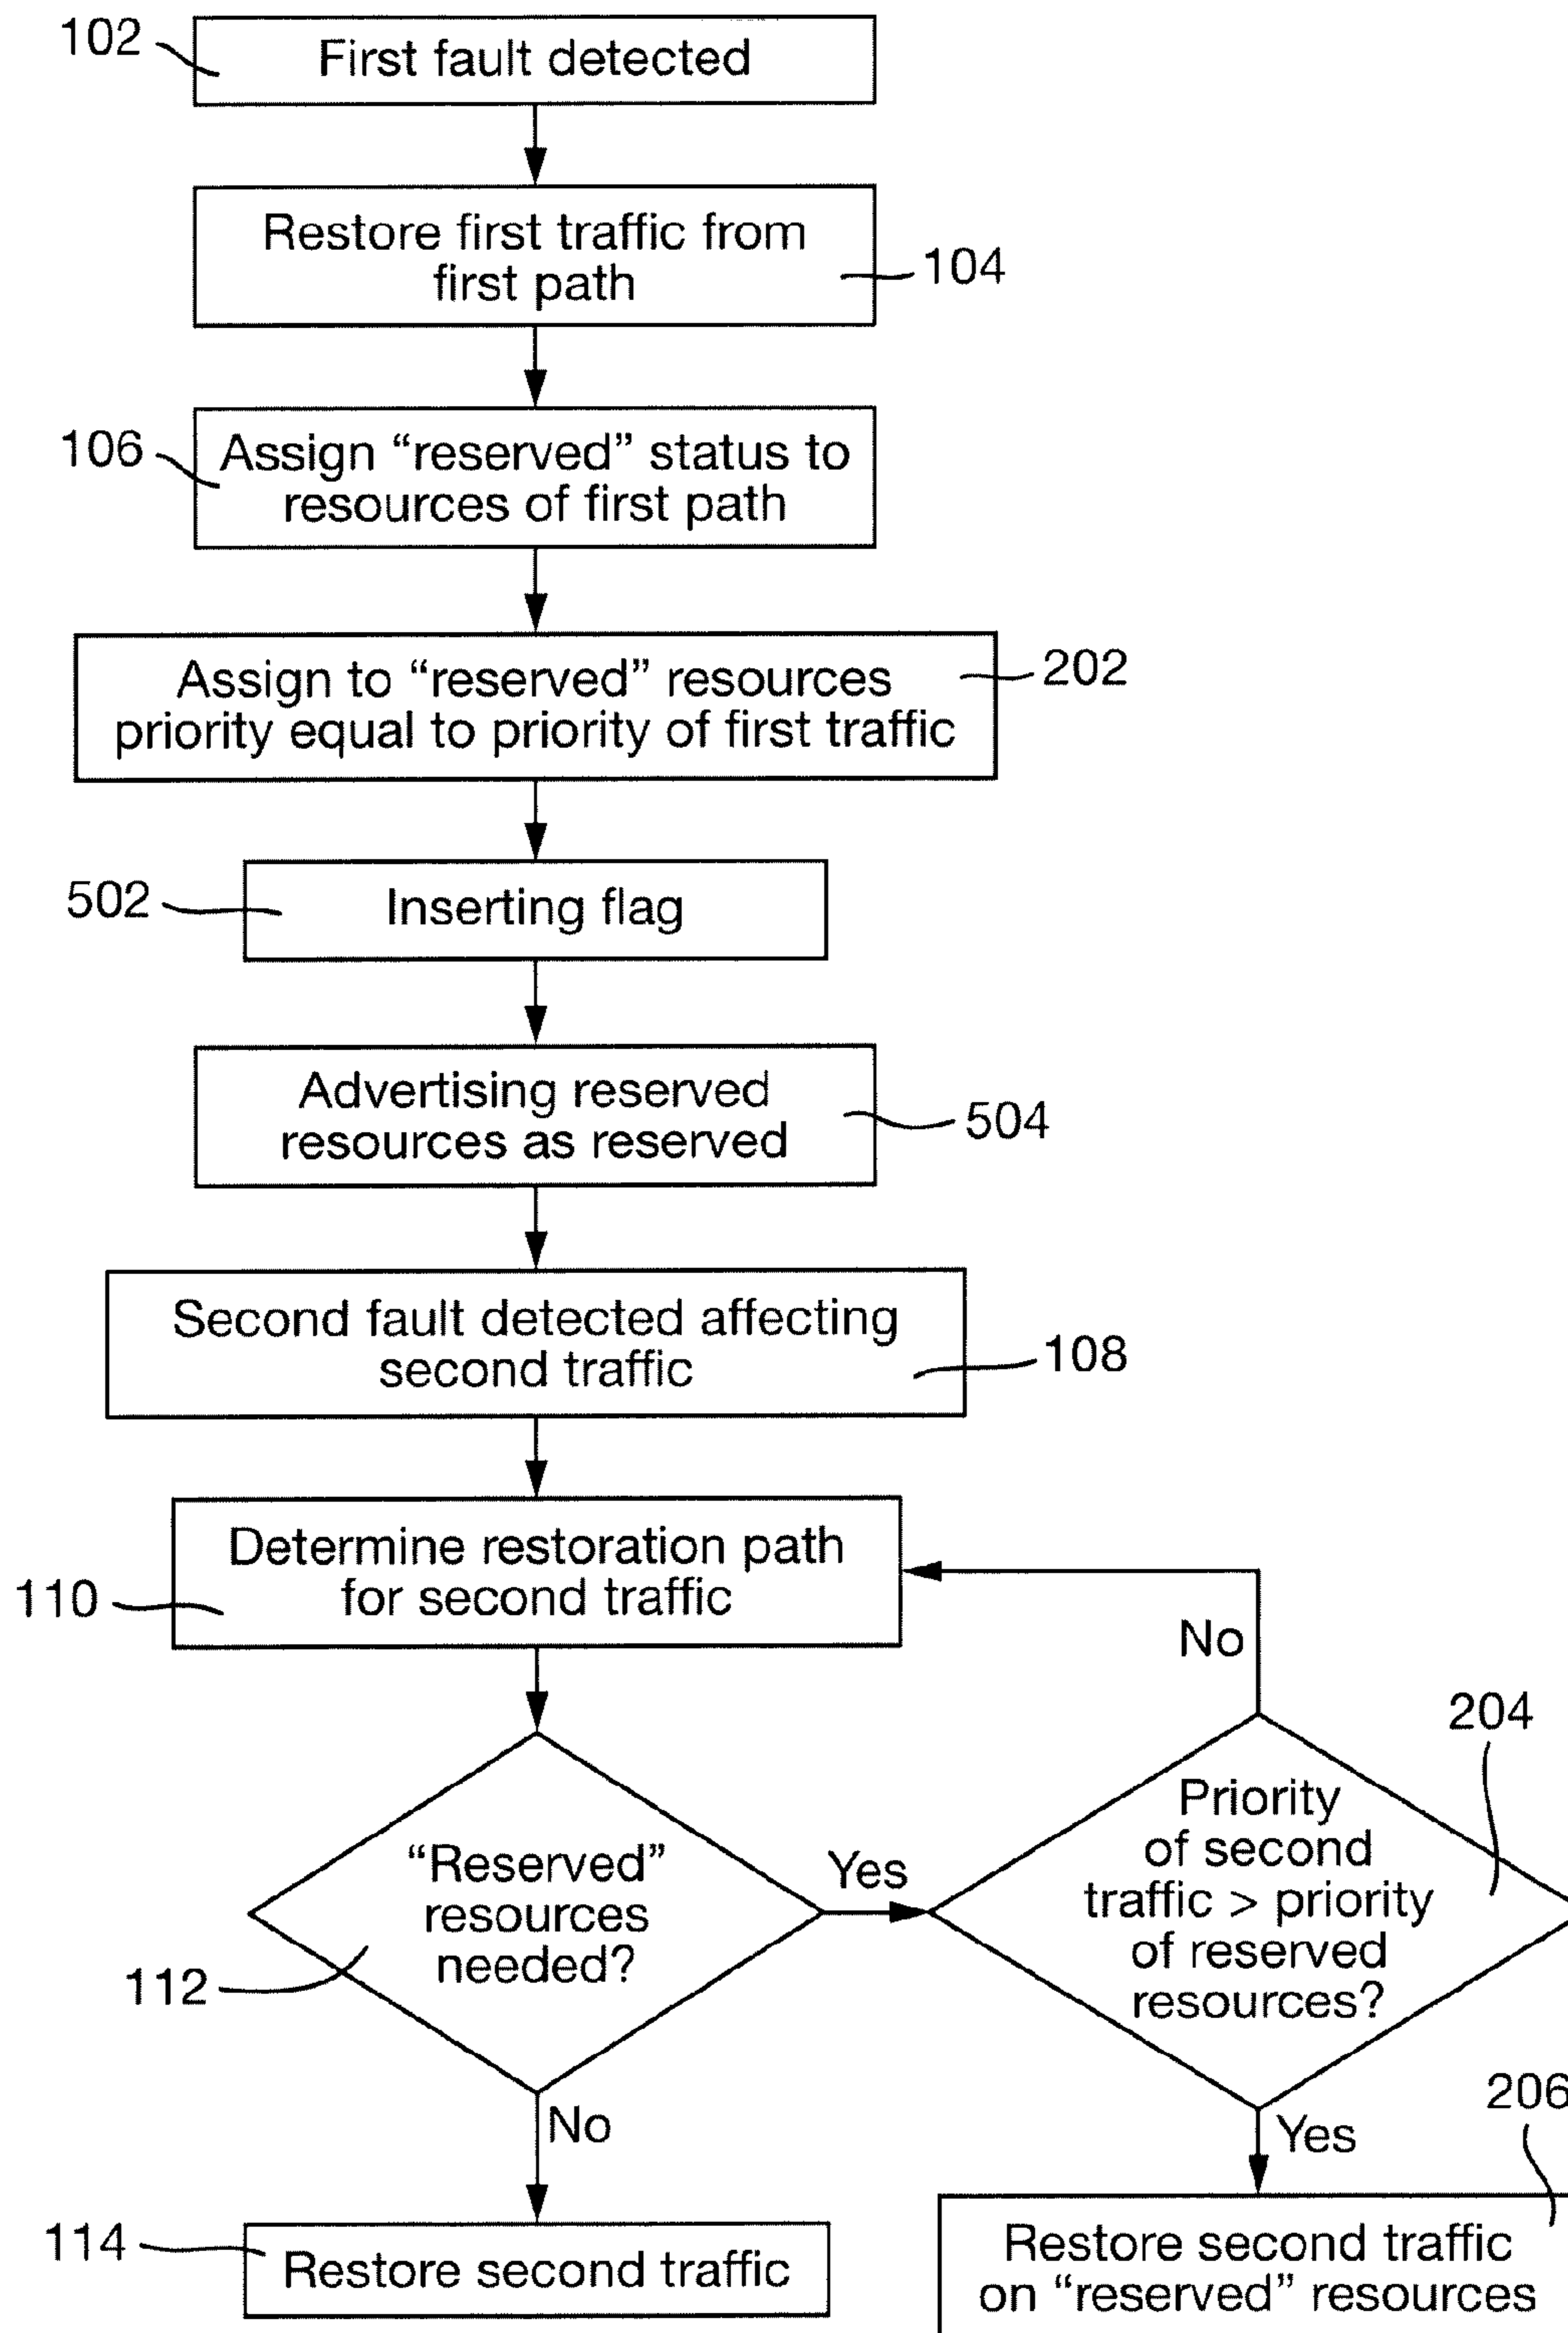 102
First fault detected
Restore first traffic from
first path
104
106
Assign “reserved” status to
resources of first path
Assign to “reserved” resources
priority equal to priority of first traffic
202
502
Inserting flag
Advertising reserved
resources as reserved
504
Second fault detected affecting
second traffic
108
Determine restoration path
for second traffic
110
No
204
“Reserved”
resources
needed?
112
Yes
Priority
of second
traffic > priority
of reserved
resources?
No
Yes
206
114
Restore second traffic
Restore second traffic
on “reserved” resources